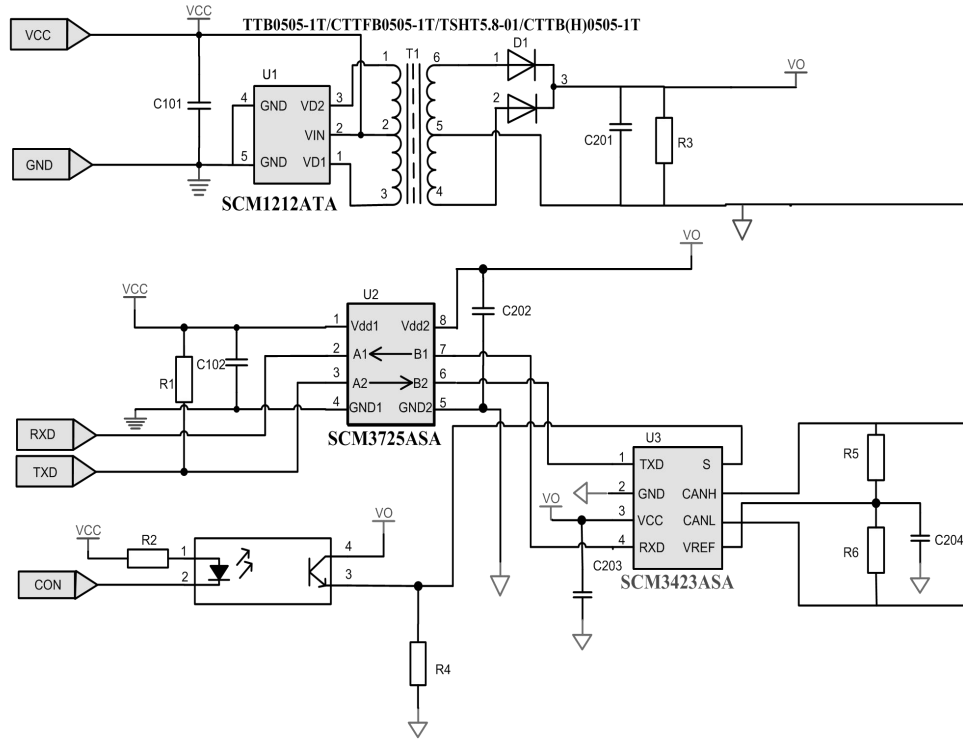 TTB0505-1T/CTTFB0505-1T/TSHT5.8-01/CTTB(H)0505-1T
VCC
VCC
C101
GND
U1
4 GND VD2 3
VIN 2
5 GND VD1 1
SCM1212ATA
T1
1
2
3
6
5
4
D1
1
2
3
VO
C201
R3
VO
VCC
U2
1 Vdd1 Vdd2 8
2 A1 B1 7
3 A2 B2 6
4 GND1 GND2 5
SCM3725ASA
C202
C102
R1
RXD
TXD
U3
1 TXD S
2 GND CANH
3 VCC CANL
4 RXD VREF
SCM3423ASA
VO
C203
R5
R6
C204
VCC
R2
1
2
CON
VO
4
3
R4